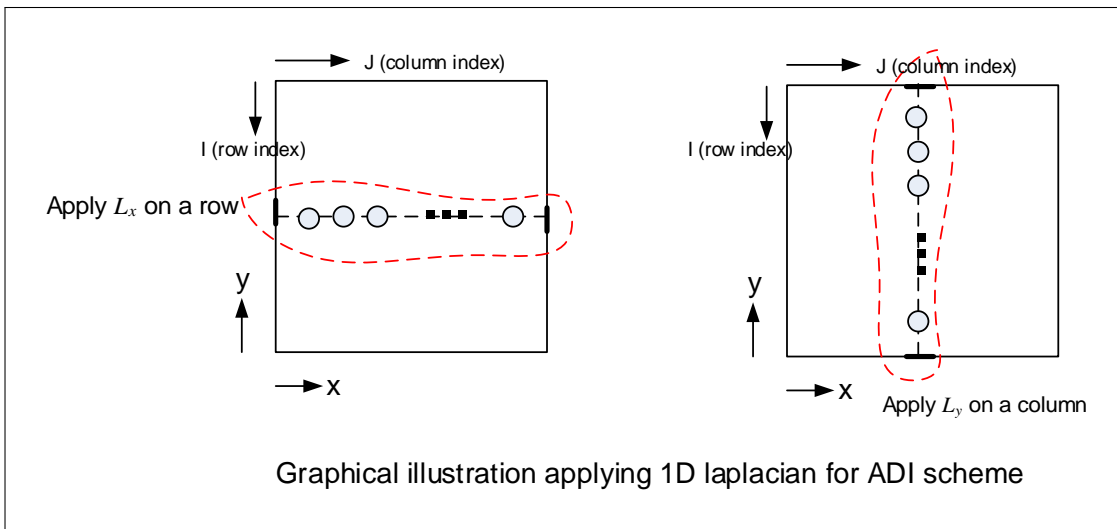 J (column index)
I (row index)
Apply Lx on a row
y
x
J (column index)
I (row index)
y
x
Apply Ly on a column
Graphical illustration applying 1D laplacian for ADI scheme